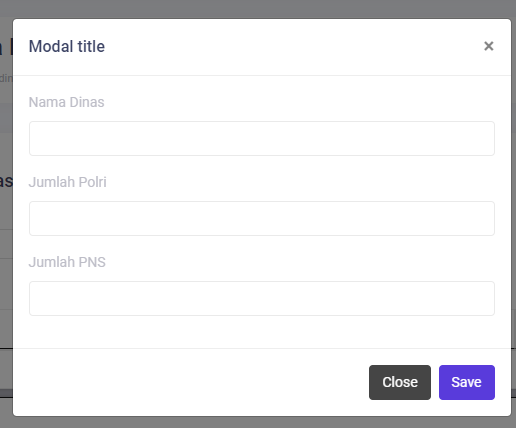 Modal title
×
Nama Dinas
Jumlah Polri
Jumlah PNS
Close Save